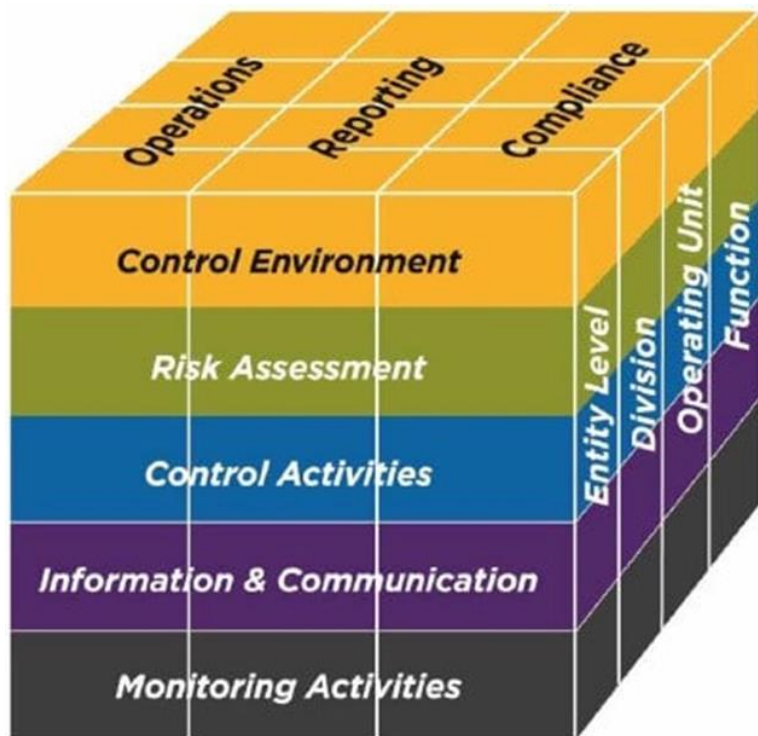 Operations
Reporting
Compliance
Control Environment
Risk Assessment
Control Activities
Information & Communication
Monitoring Activities
Entity Level
Division
Operating Unit
Function